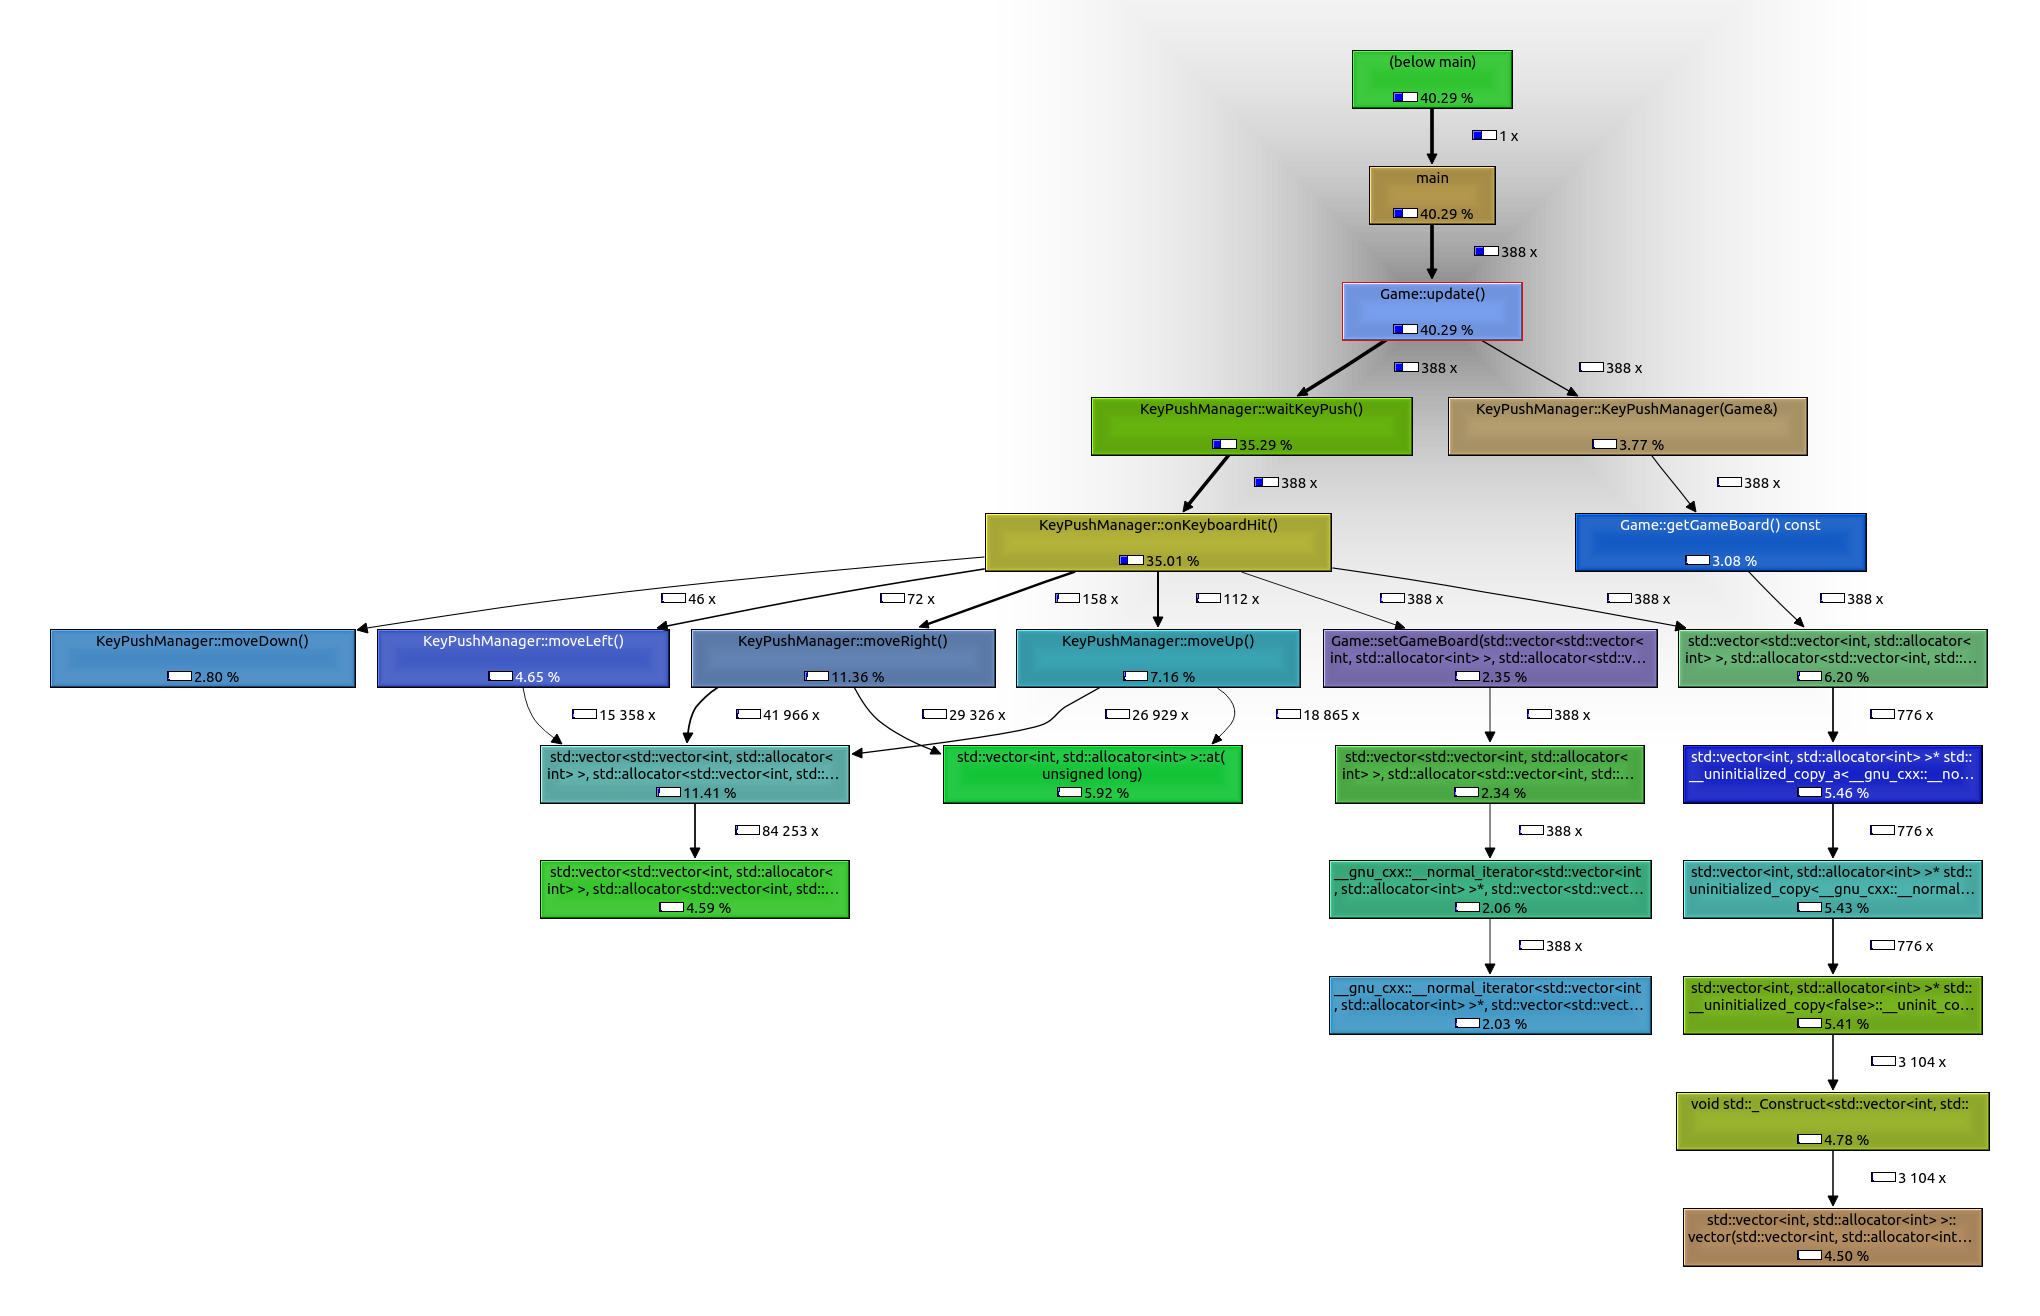 (below main)
40.29 %
1 x
main
40.29 %
388 x
Game::update()
40.29 %
388 x
388 x
KeyPushManager::waitKeyPush()
35.29 %
KeyPushManager::KeyPushManager(Game&)
3.77 %
388 x
388 x
KeyPushManager::onKeyboardHit()
35.01 %
Game::getGameBoard() const
3.08 %
46 x
72 x
158 x
112 x
388 x
388 x
388 x
KeyPushManager::moveDown()
2.80 %
KeyPushManager::moveLeft()
4.65 %
KeyPushManager::moveRight()
11.36 %
KeyPushManager::moveUp()
7.16 %
Game::setGameBoard(std::vector<std::vector<
int, std::allocator<int> >, std::allocator<std::v...
2.35 %
std::vector<std::vector<int, std::allocator<
int> >, std::allocator<std::vector<int, std::...
6.20 %
15 358 x
41 966 x
29 326 x
26 929 x
18 865 x
388 x
776 x
std::vector<std::vector<int, std::allocator<
int> >, std::allocator<std::vector<int, std::...
11.41 %
std::vector<int, std::allocator<int> >::at(
unsigned long)
5.92 %
std::vector<std::vector<int, std::allocator<
int> >, std::allocator<std::vector<int, std::...
2.34 %
std::vector<int, std::allocator<int> >* std::
__uninitialized_copy_a<__gnu_cxx::__no...
5.46 %
84 253 x
388 x
776 x
std::vector<std::vector<int, std::allocator<
int> >, std::allocator<std::vector<int, std::...
4.59 %
__gnu_cxx::__normal_iterator<std::vector<int
, std::allocator<int> >*, std::vector<std::vect...
2.06 %
std::vector<int, std::allocator<int> >* std::
uninitialized_copy<__gnu_cxx::__normal...
5.43 %
388 x
776 x
__gnu_cxx::__normal_iterator<std::vector<int
, std::allocator<int> >*, std::vector<std::vect...
2.03 %
std::vector<int, std::allocator<int> >* std::
__uninitialized_copy<false>::__uninit_co...
5.41 %
3 104 x
void std::_Construct<std::vector<int, std::
4.78 %
3 104 x
std::vector<int, std::allocator<int> >::
vector(std::vector<int, std::allocator<int...
4.50 %